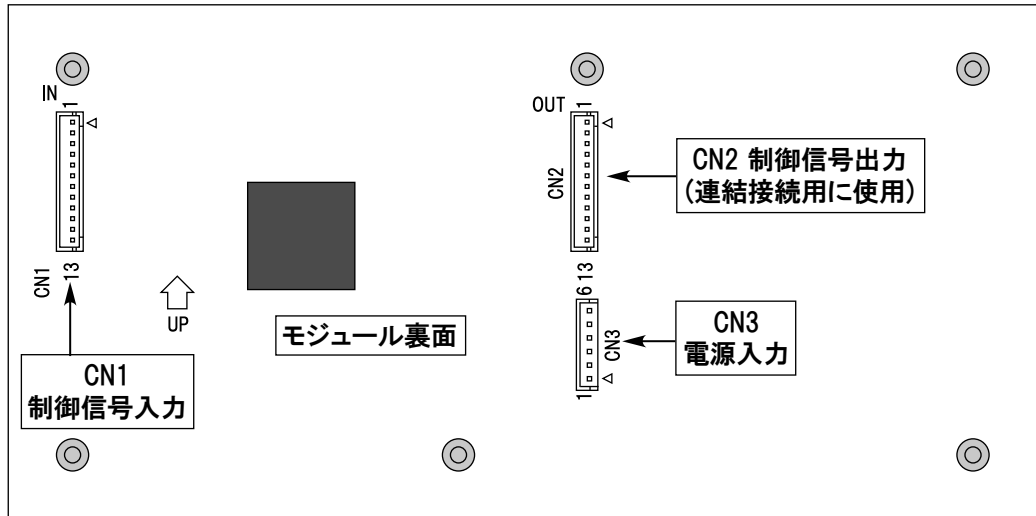 IN
1
CN1
13
UP
CN1
制御信号入力
モジュール裏面
OUT
1
CN2
13
CN2 制御信号出力
(連結接続用に使用)
6
CN3
1
CN3
電源入力